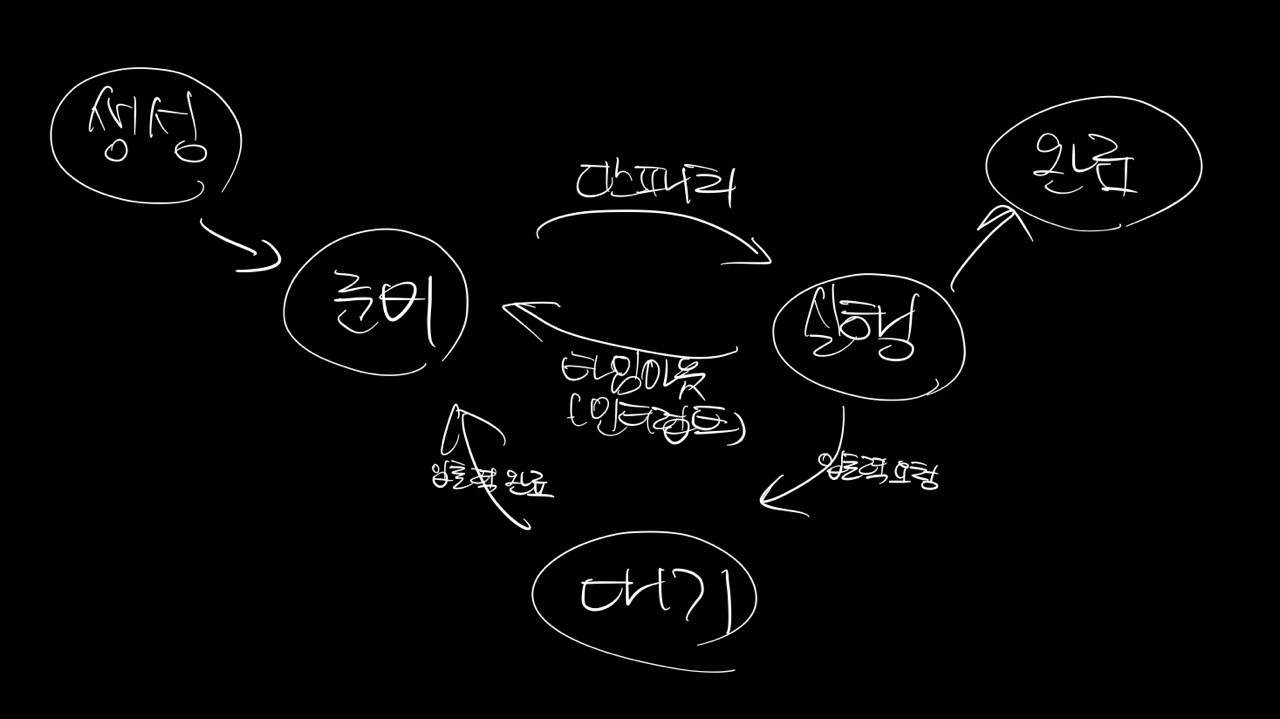 생성
완료
디스패치
준비
실행
타임아웃
(인터럽트)
입출력 완료
입출력 요청
대기